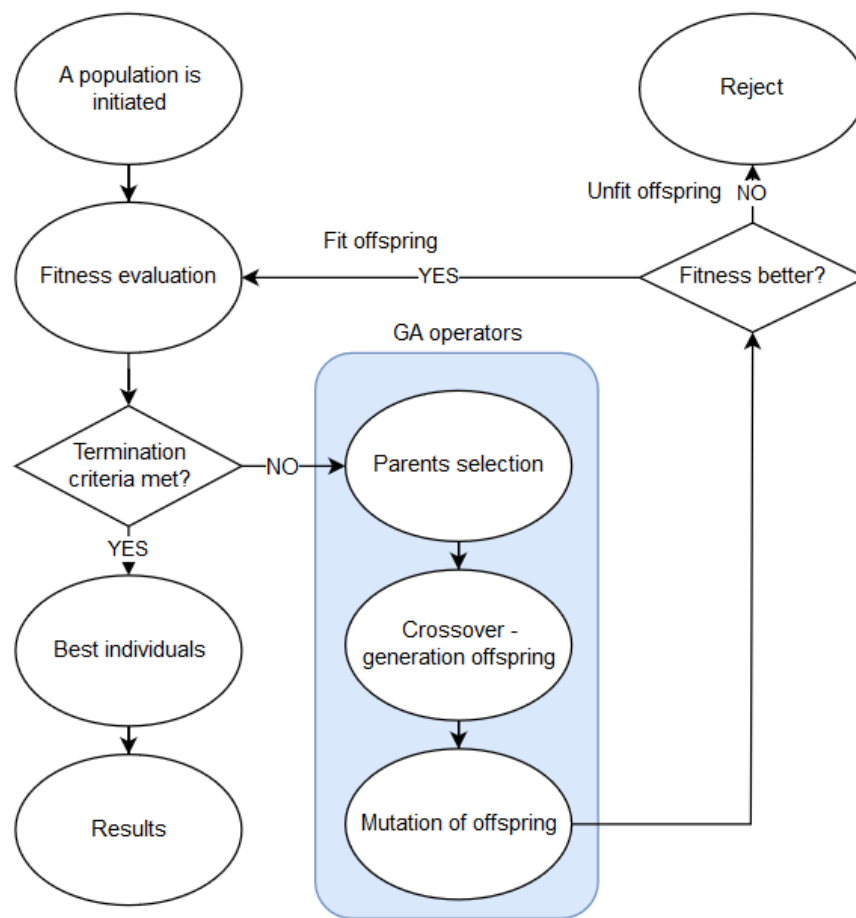 A population is
initiated
Reject
Unfit offspring
NO
Fit offspring
Fitness evaluation
YES
Fitness better?
GA operators
Termination
criteria met?
NO
Parents selection
YES
Best individuals
Crossover -
generation offspring
Results
Mutation of offspring